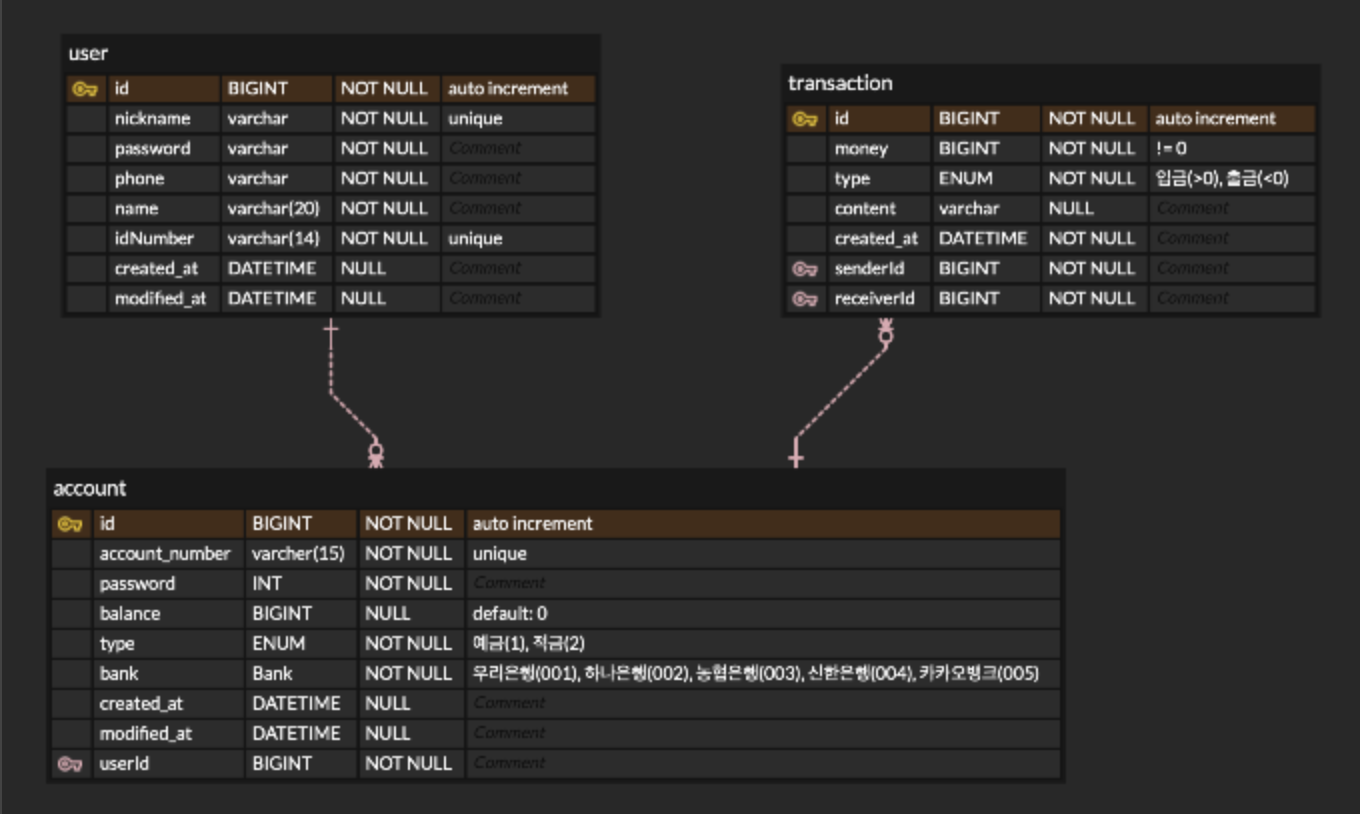 user
id BIGINT NOT NULL auto increment
nickname varchar NOT NULL unique
password varchar NOT NULL Comment
phone varchar NOT NULL Comment
name varchar(20) NOT NULL Comment
idNumber varchar(14) NOT NULL unique
created_at DATETIME NULL Comment
modified_at DATETIME NULL Comment
transaction
id BIGINT NOT NULL auto increment
money BIGINT NOT NULL != 0
type ENUM NOT NULL 입금(>0), 출금(<0)
content varchar NULL Comment
created_at DATETIME NOT NULL Comment
senderId BIGINT NOT NULL Comment
receiverId BIGINT NOT NULL Comment
account
id BIGINT NOT NULL auto increment
account_number varcher(15) NOT NULL unique
password INT NOT NULL Comment
balance BIGINT NULL default: 0
type ENUM NOT NULL 예금(1), 적금(2)
bank Bank NOT NULL 우리은행(001), 하나은행(002), 농협은행(003), 신한은행(004), 카카오뱅크(005)
created_at DATETIME NULL Comment
modified_at DATETIME NULL Comment
userId BIGINT NOT NULL Comment